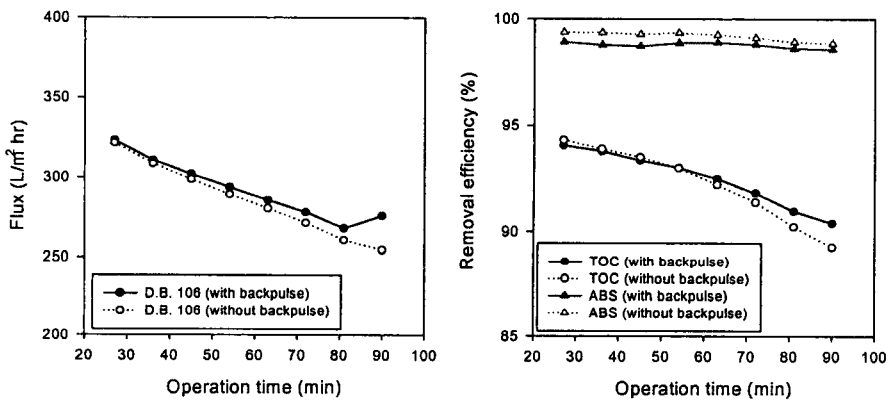 400
350
300
250
200
Flux (L/m² hr)
D.B. 106 (with backpulse)
D.B. 106 (without backpulse)
20 30 40 50 60 70 80 90 100
Operation time (min)
100
95
90
85
Removal efficiency (%)
TOC (with backpulse)
TOC (without backpulse)
ABS (with backpulse)
ABS (without backpulse)
20 30 40 50 60 70 80 90 100
Operation time (min)